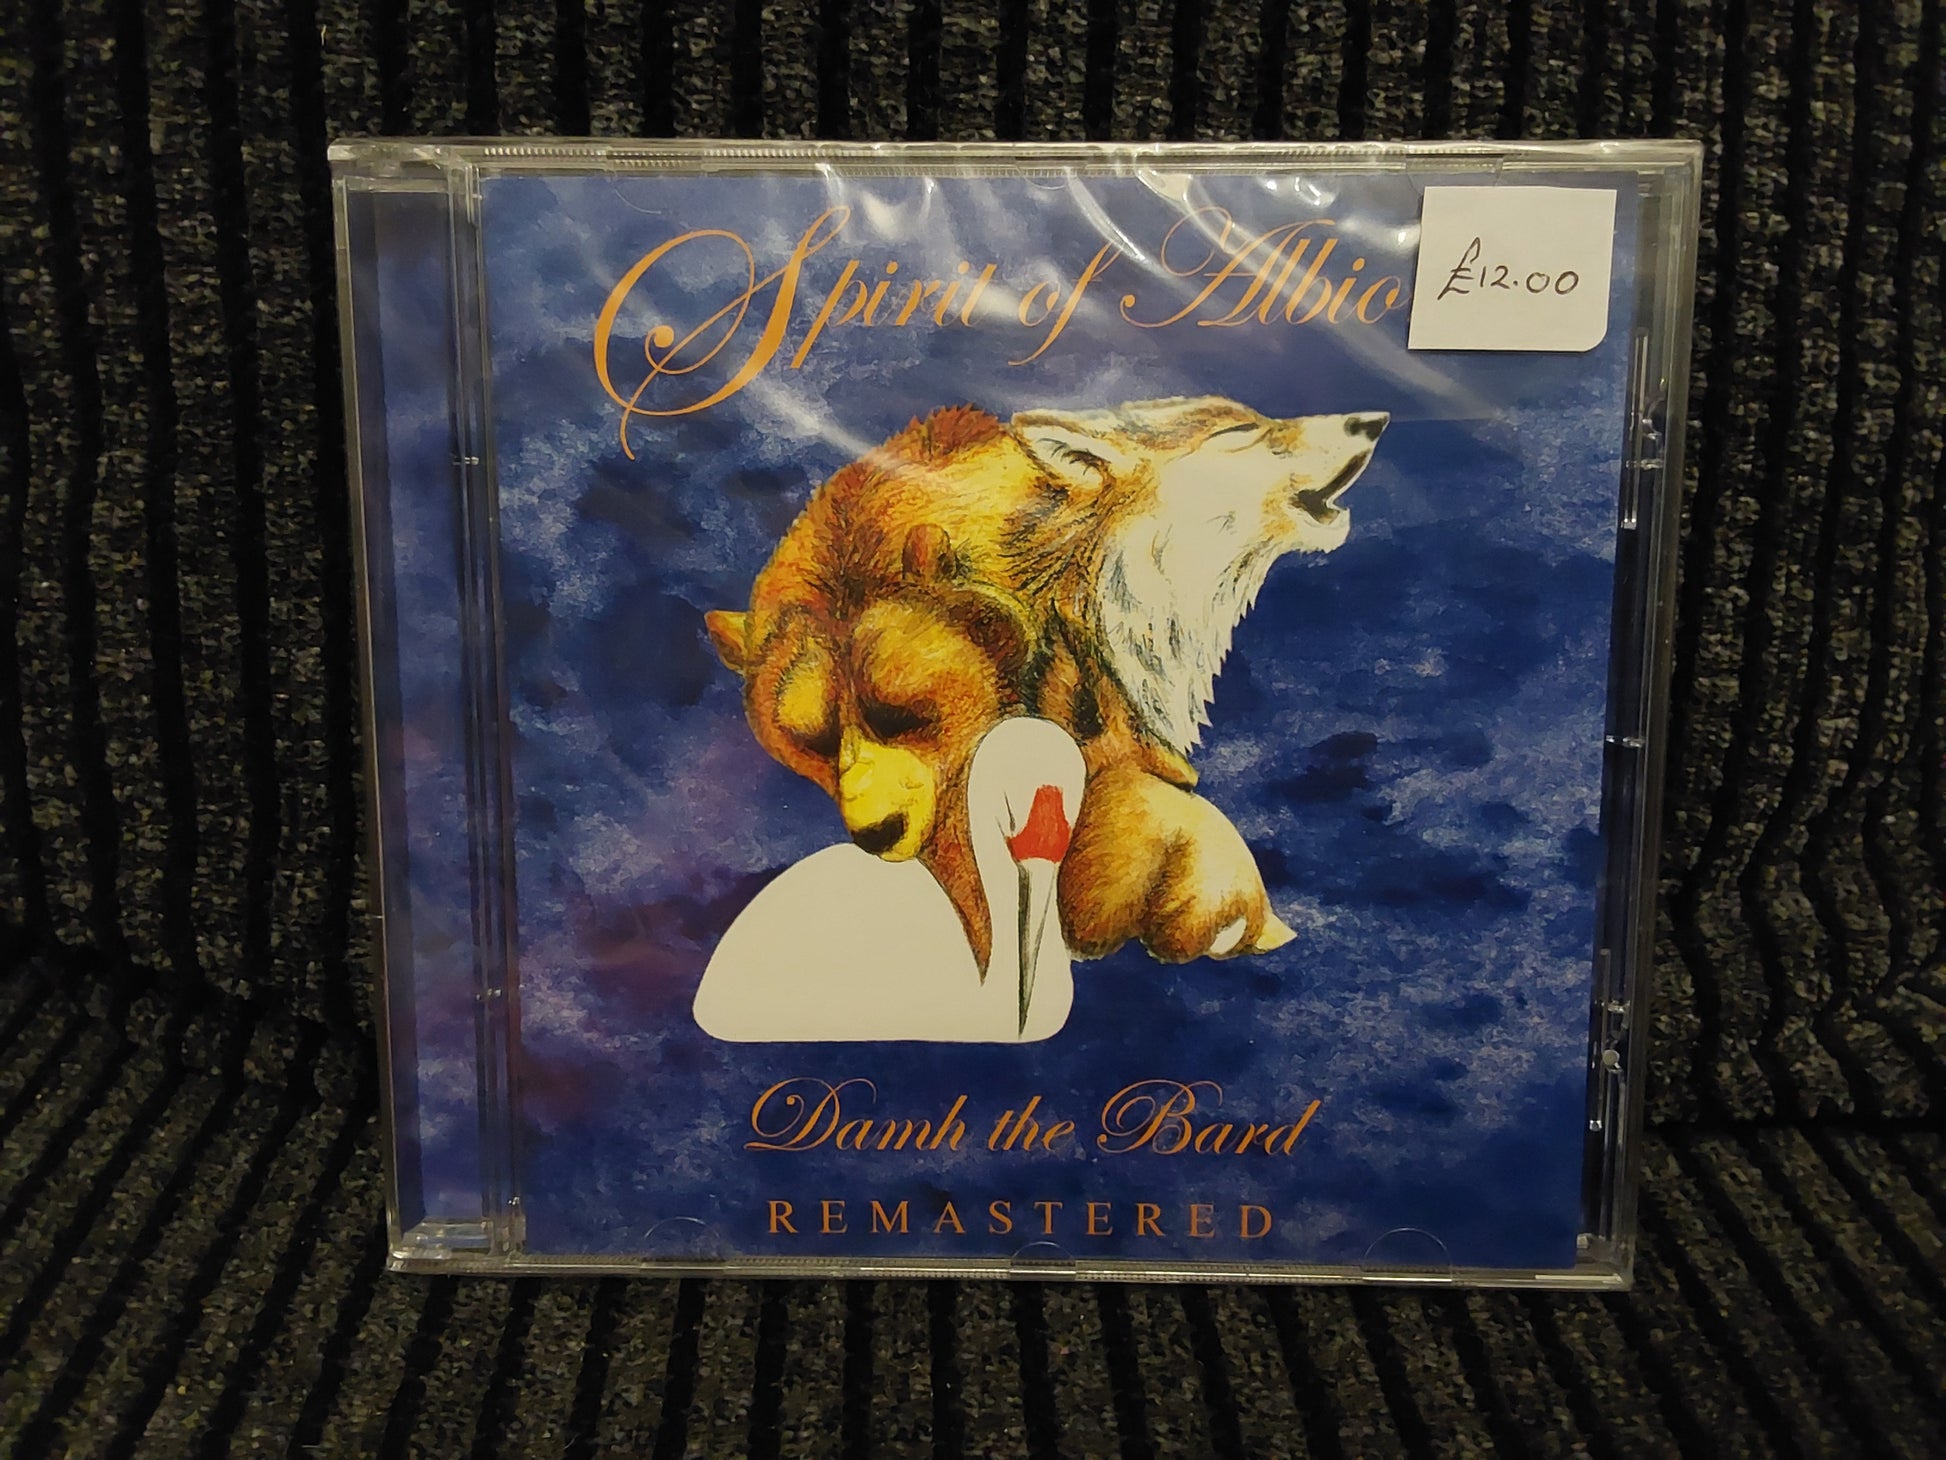 Spirit of Albio
£12.00
Damh the Bard
REMASTERED